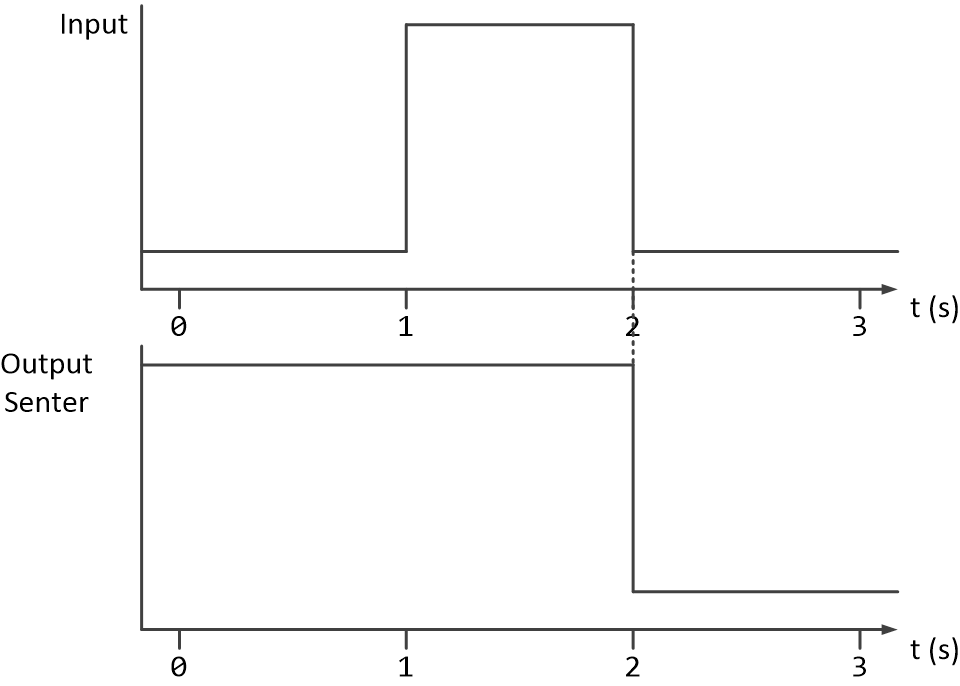 Input
0 1 2 3 t (s)
Output
Senter
0 1 2 3 t (s)